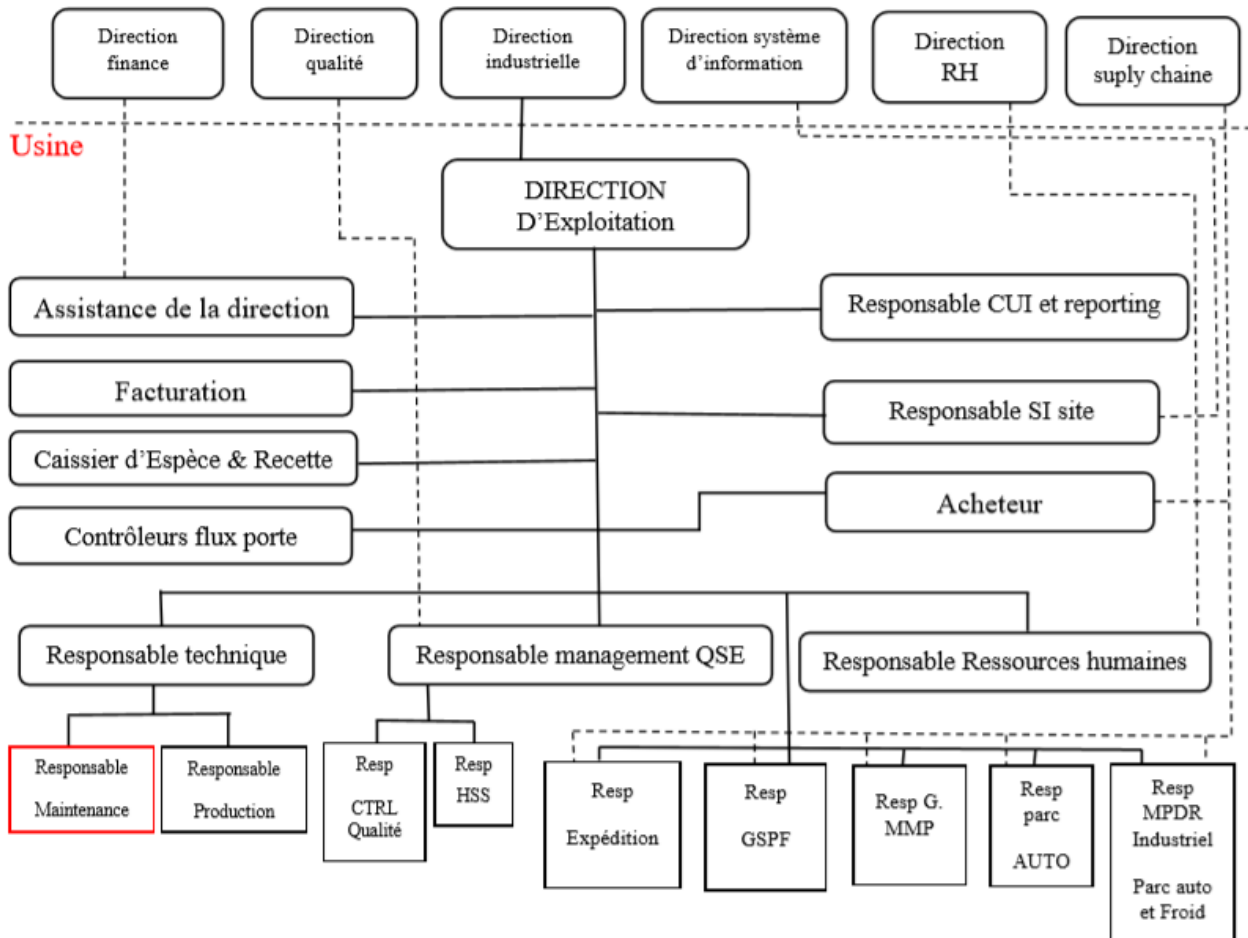 Direction
finance
Direction
qualité
Direction
industrielle
Direction système
d'information
Direction
RH
Direction
suply chaine
Usine
DIRECTION
D'Exploitation
Assistance de la direction
Responsable CUI et reporting
Facturation
Responsable SI site
Caissier d'Espèce & Recette
Acheteur
Contrôleurs flux porte
Responsable technique
Responsable management QSE
Responsable Ressources humaines
Responsable
Maintenance
Responsable
Production
Resp
CTRL
Qualité
Resp
HSS
Resp
Expédition
Resp
GSPF
Resp G.
MMP
Resp
parc
AUTO
Resp
MPDR
Industriel
Parc auto
et Froid